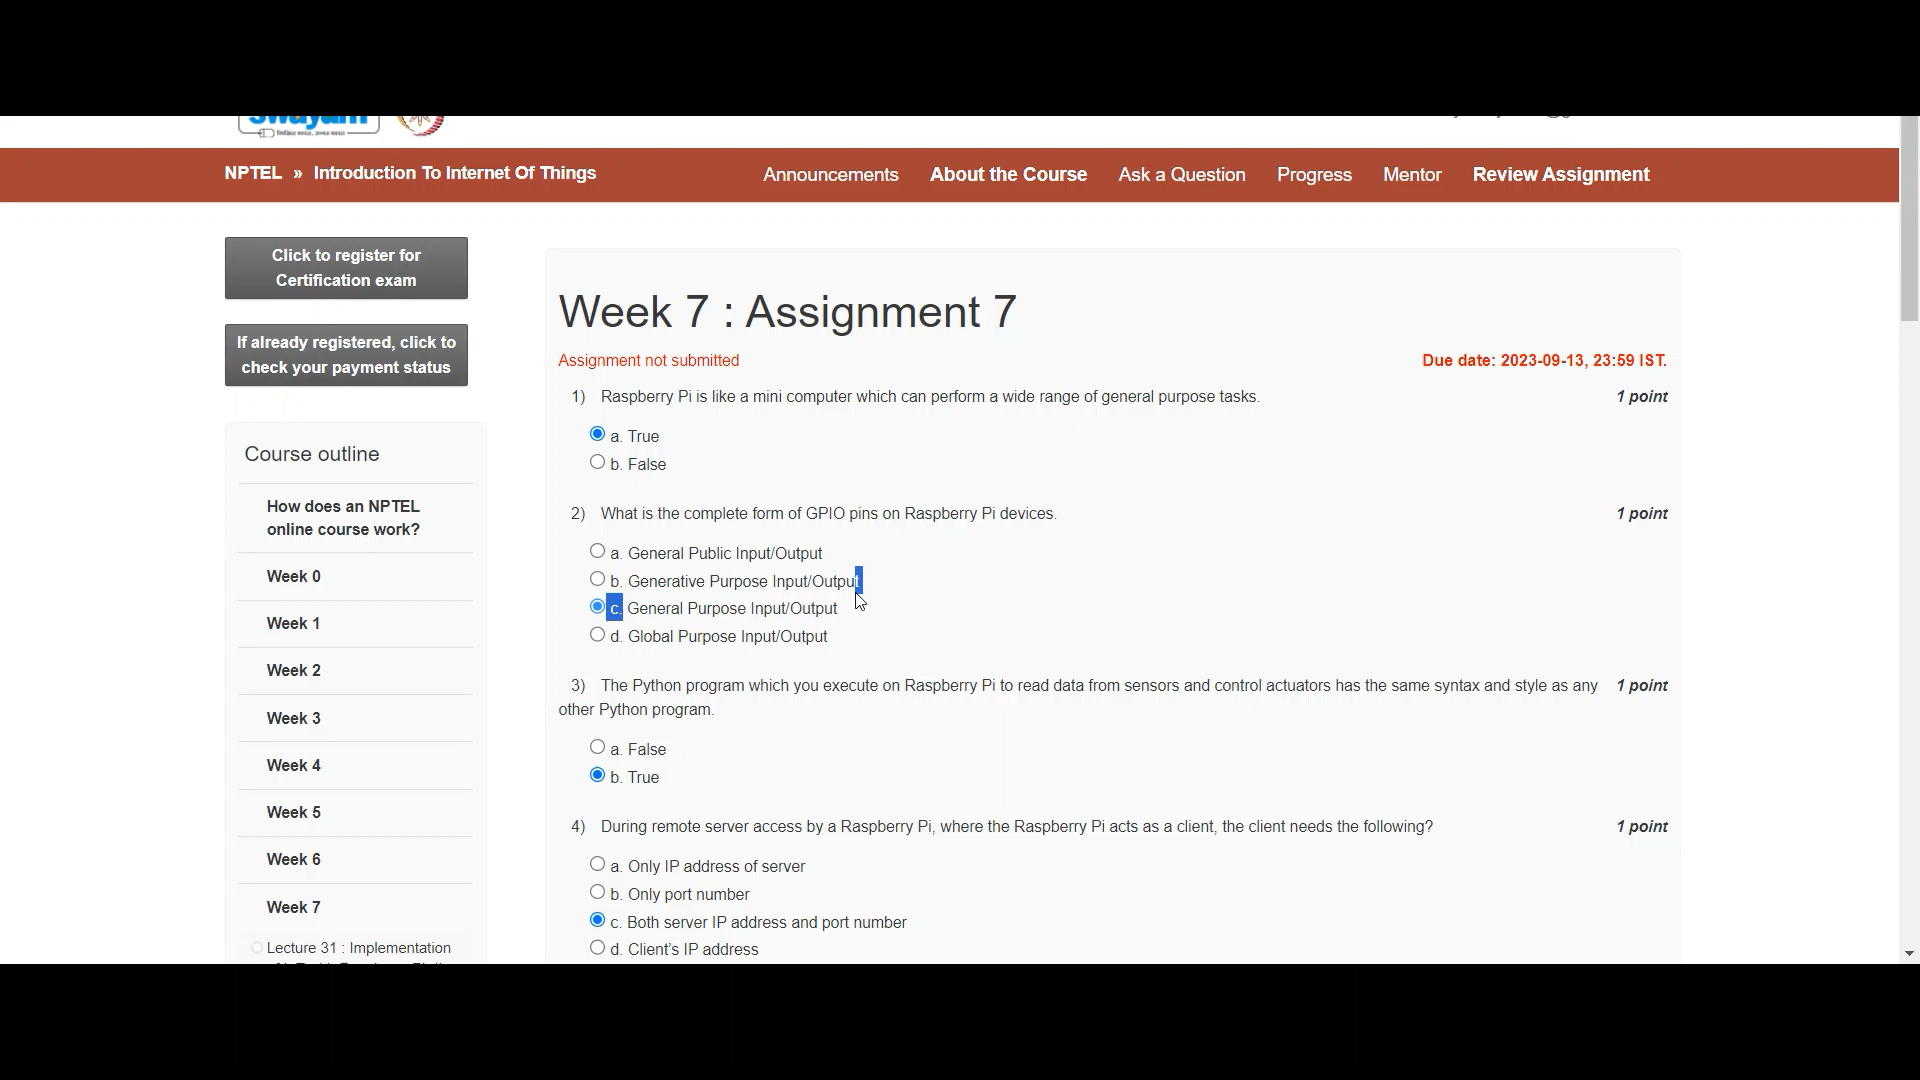 swayam
NPTEL » Introduction To Internet Of Things
Announcements About the Course Ask a Question Progress Mentor Review Assignment
Click to register for
Certification exam
If already registered, click to
check your payment status
Course outline
How does an NPTEL
online course work?
Week 0
Week 1
Week 2
Week 3
Week 4
Week 5
Week 6
Week 7
Lecture 31 : Implementation
Week 7 : Assignment 7
Assignment not submitted Due date: 2023-09-13, 23:59 IST.
1) Raspberry Pi is like a mini computer which can perform a wide range of general purpose tasks. 1 point
a. True
b. False
2) What is the complete form of GPIO pins on Raspberry Pi devices. 1 point
a. General Public Input/Output
b. Generative Purpose Input/Output
c. General Purpose Input/Output
d. Global Purpose Input/Output
3) The Python program which you execute on Raspberry Pi to read data from sensors and control actuators has the same syntax and style as any 1 point
other Python program.
a. False
b. True
4) During remote server access by a Raspberry Pi, where the Raspberry Pi acts as a client, the client needs the following? 1 point
a. Only IP address of server
b. Only port number
c. Both server IP address and port number
d. Client's IP address